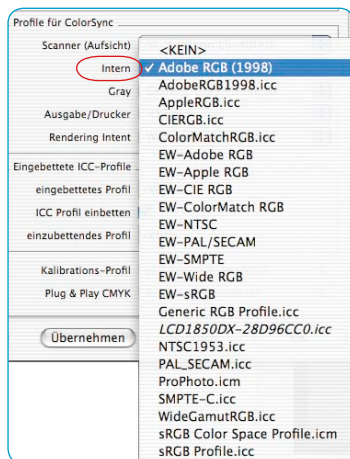 Profile für ColorSync
Scanner (Aufsicht)
Intern
Gray
Ausgabe/Drucker
Rendering Intent
Eingebettete ICC-Profile
eingebettetes Profil
ICC Profil einbetten
einzubettendes Profil
Kalibrations-Profil
Plug & Play CMYK
Übernehmen
<KEIN>
✓ Adobe RGB (1998)
AdobeRGB1998.icc
AppleRGB.icc
CIERGB.icc
ColorMatchRGB.icc
EW-Adobe RGB
EW-Apple RGB
EW-CIE RGB
EW-ColorMatch RGB
EW-NTSC
EW-PAL/SECAM
EW-SMPTE
EW-Wide RGB
EW-sRGB
Generic RGB Profile.icc
LCD1850DX-28D96CC0.icc
NTSC1953.icc
PAL_SECAM.icc
ProPhoto.icm
SMPTE-C.icc
WideGamutRGB.icc
sRGB Color Space Profile.icm
sRGB Profile.icc